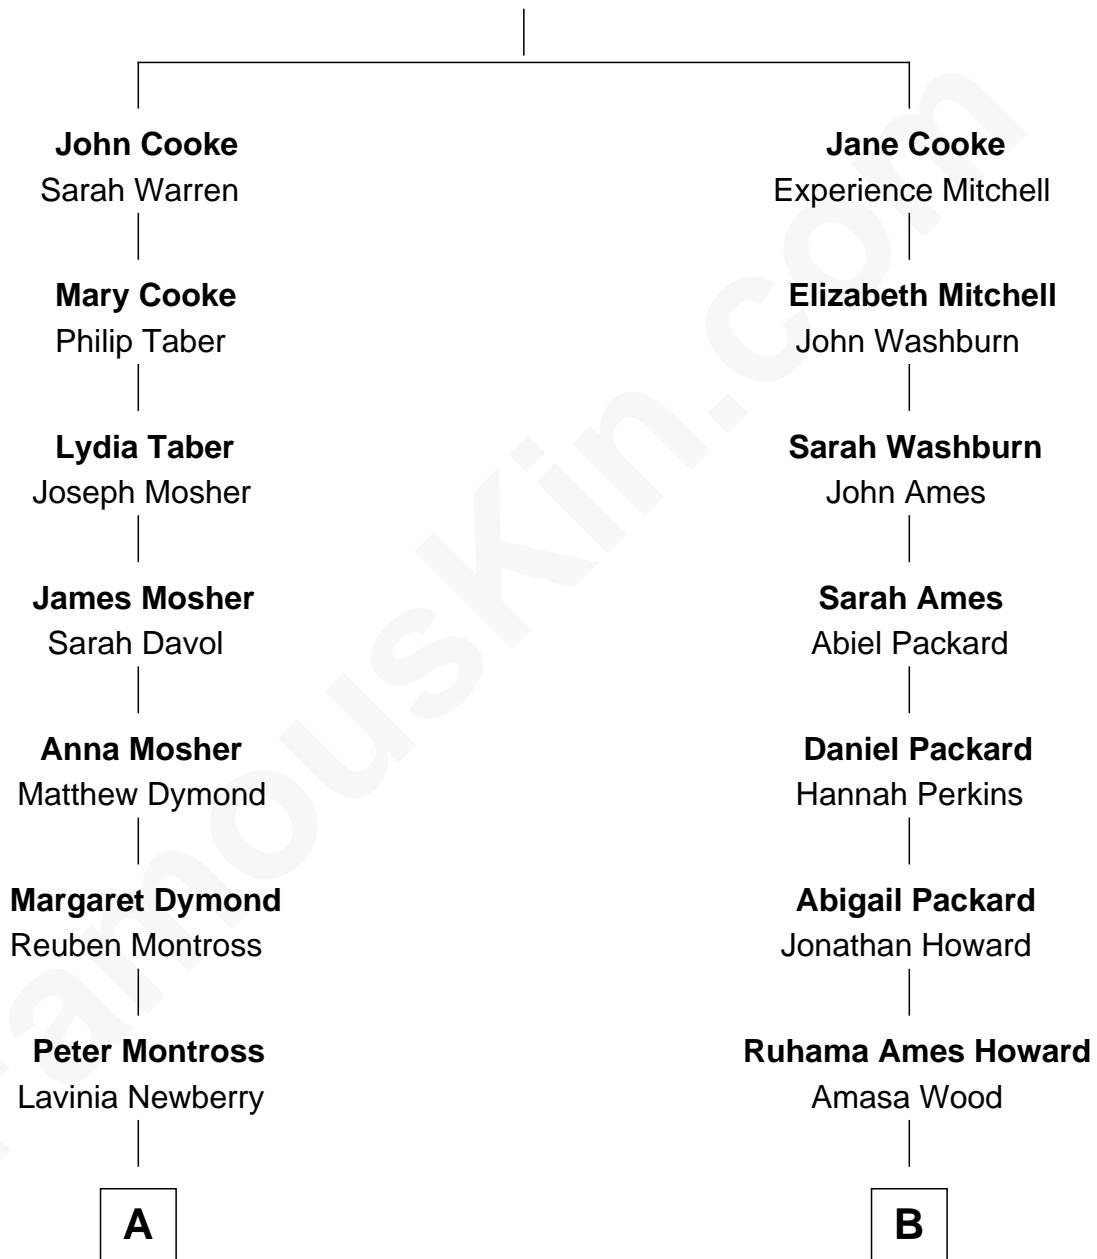 John Cooke
Sarah Warren
Jane Cooke
Experience Mitchell
Mary Cooke
Philip Taber
Elizabeth Mitchell
John Washburn
Lydia Taber
Joseph Mosher
Sarah Washburn
John Ames
James Mosher
Sarah Davol
Sarah Ames
Abiel Packard
Anna Mosher
Matthew Dymond
Daniel Packard
Hannah Perkins
Margaret Dymond
Reuben Montross
Abigail Packard
Jonathan Howard
Peter Montross
Lavinia Newberry
Ruhama Ames Howard
Amasa Wood
A
B
FamousKin.com